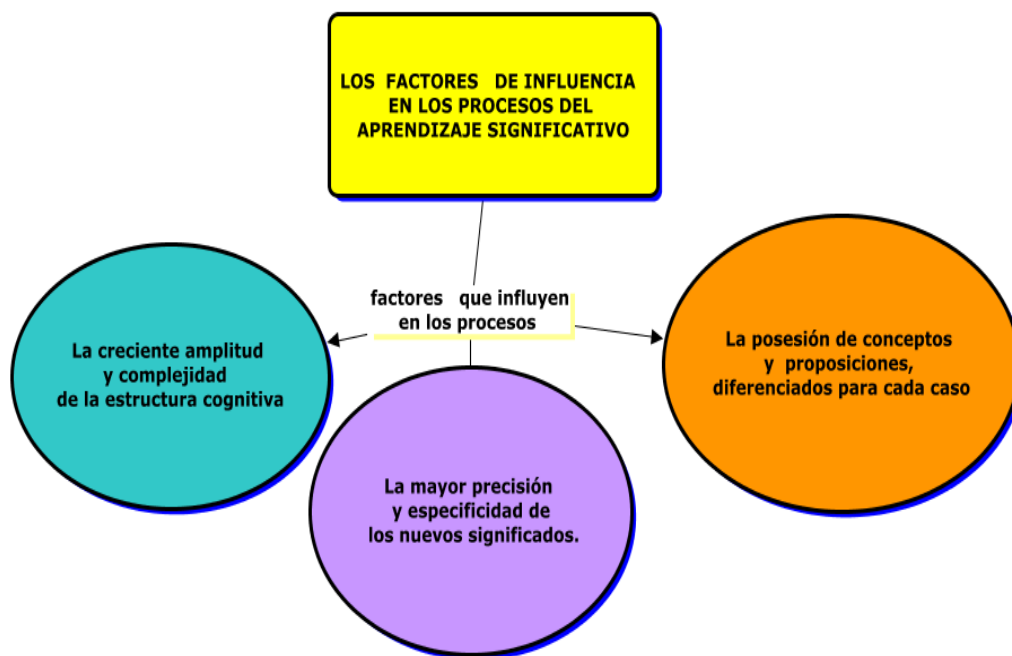 LOS FACTORES DE INFLUENCIA
EN LOS PROCESOS DEL
APRENDIZAJE SIGNIFICATIVO
factores que influyen
en los procesos
La creciente amplitud
y complejidad
de la estructura cognitiva
La mayor precisión
y especificidad de
los nuevos significados.
La posesión de conceptos
y proposiciones,
diferenciados para cada caso